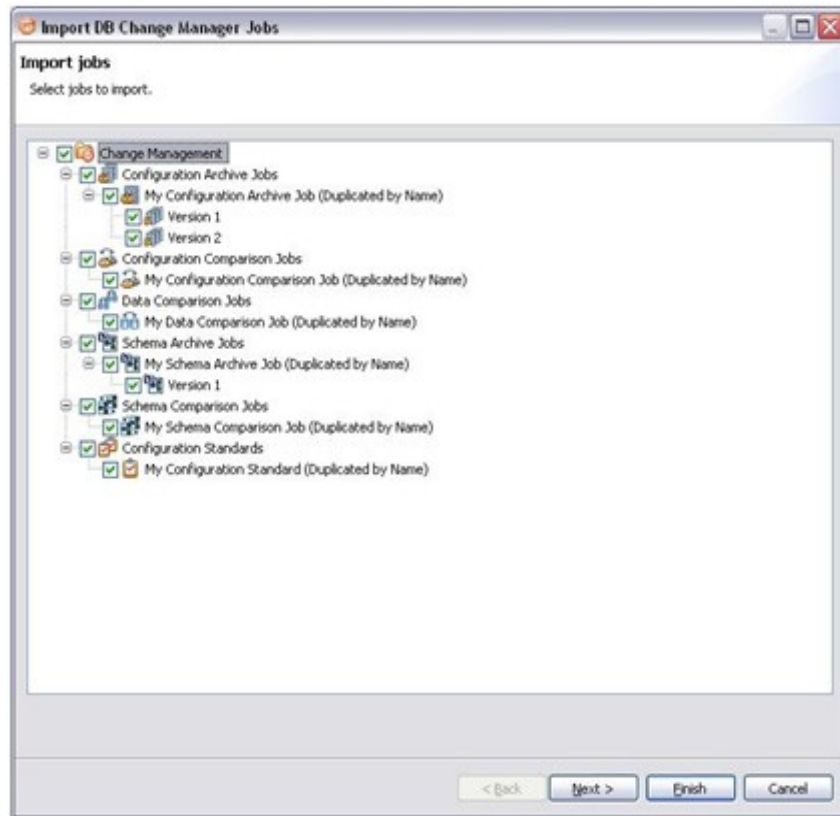 Import DB Change Manager Jobs
Import jobs
Select jobs to import.
Change Management
Configuration Archive Jobs
My Configuration Archive Job (Duplicated by Name)
Version 1
Version 2
Configuration Comparison Jobs
My Configuration Comparison Job (Duplicated by Name)
Data Comparison Jobs
My Data Comparison Job (Duplicated by Name)
Schema Archive Jobs
My Schema Archive Job (Duplicated by Name)
Version 1
Schema Comparison Jobs
My Schema Comparison Job (Duplicated by Name)
Configuration Standards
My Configuration Standard (Duplicated by Name)
< Back Next > Finish Cancel